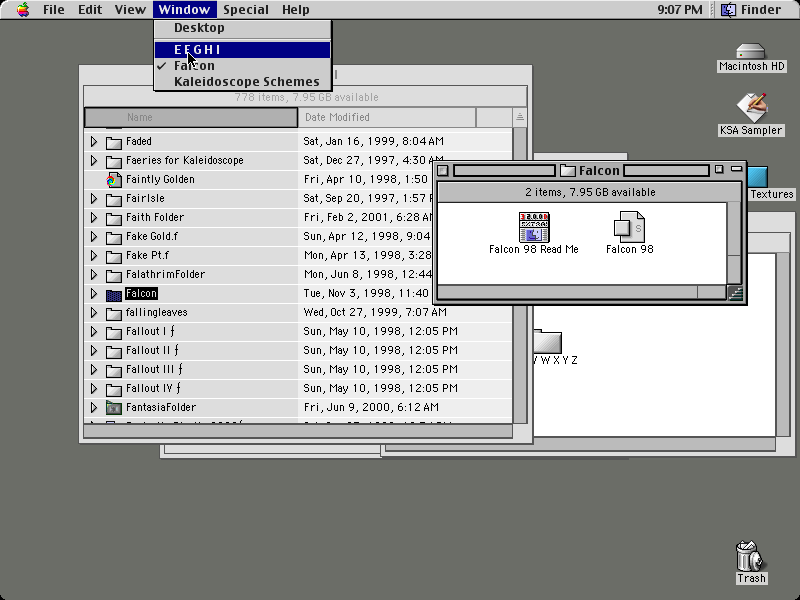 File Edit View Window Special Help 9:07 PM Finder
Desktop
E F G H I
Falcon
Kaleidoscope Schemes
778 items, 7.95 GB available
Name Date Modified
Faded Sat, Jan 16, 1999, 8:04 AM
Faeries for Kaleidoscope Sat, Dec 27, 1997, 4:30 AM
Faintly Golden Fri, Apr 10, 1998, 1:50
FairIsle Sat, Sep 20, 1997, 1:57
Faith Folder Fri, Feb 2, 2001, 6:28 AM
Fake Gold.f Sun, Apr 12, 1998, 9:04
Fake Pt.f Mon, Apr 13, 1998, 3:28
FalathrimFolder Mon, Jun 8, 1998, 12:44
Falcon Tue, Nov 3, 1998, 11:40
fallingleaves Wed, Oct 27, 1999, 7:07 AM
Fallout I ƒ Sun, May 10, 1998, 12:05 PM
Fallout II ƒ Sun, May 10, 1998, 12:05 PM
Fallout III ƒ Sun, May 10, 1998, 12:05 PM
Fallout IV ƒ Sun, May 10, 1998, 12:05 PM
FantasiaFolder Fri, Jun 9, 2000, 6:12 AM
Falcon
2 items, 7.95 GB available
Falcon 98 Read Me Falcon 98
W X Y Z
Macintosh HD
KSA Sampler
Textures
Trash